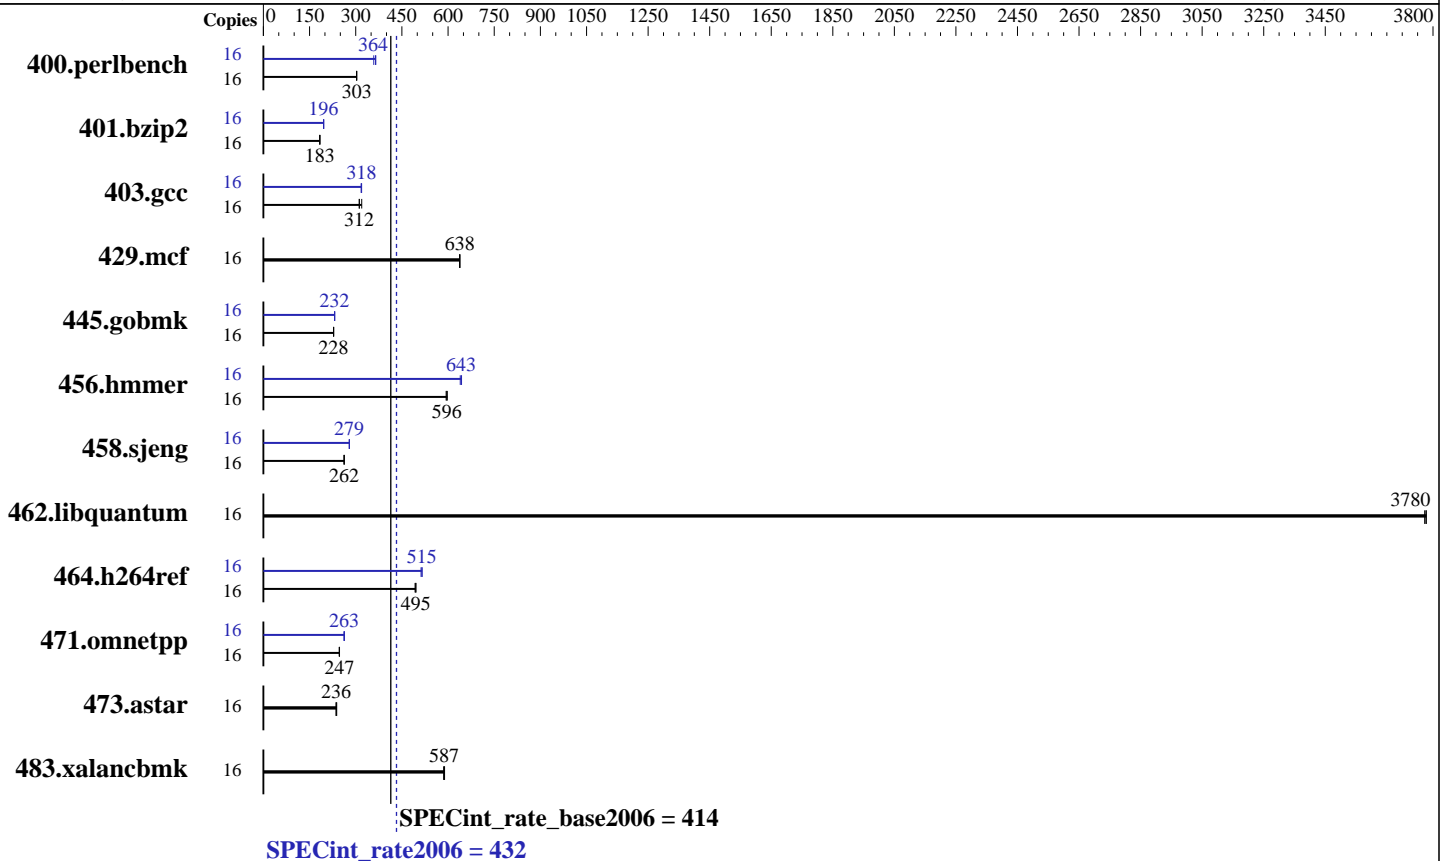 Copies 0 150 300 450 600 750 900 1050 1250 1450 1650 1850 2050 2250 2450 2650 2850 3050 3250 3450 3800
400.perlbench 16 364
16 303
401.bzip2 16 196
16 183
403.gcc 16 318
16 312
429.mcf 16 638
445.gobmk 16 232
16 228
456.hmmer 16 643
16 596
458.sjeng 16 279
16 262
462.libquantum 16 3780
464.h264ref 16 515
16 495
471.omnetpp 16 263
16 247
473.astar 16 236
483.xalancbmk 16 587
SPECint_rate_base2006 = 414
SPECint_rate2006 = 432